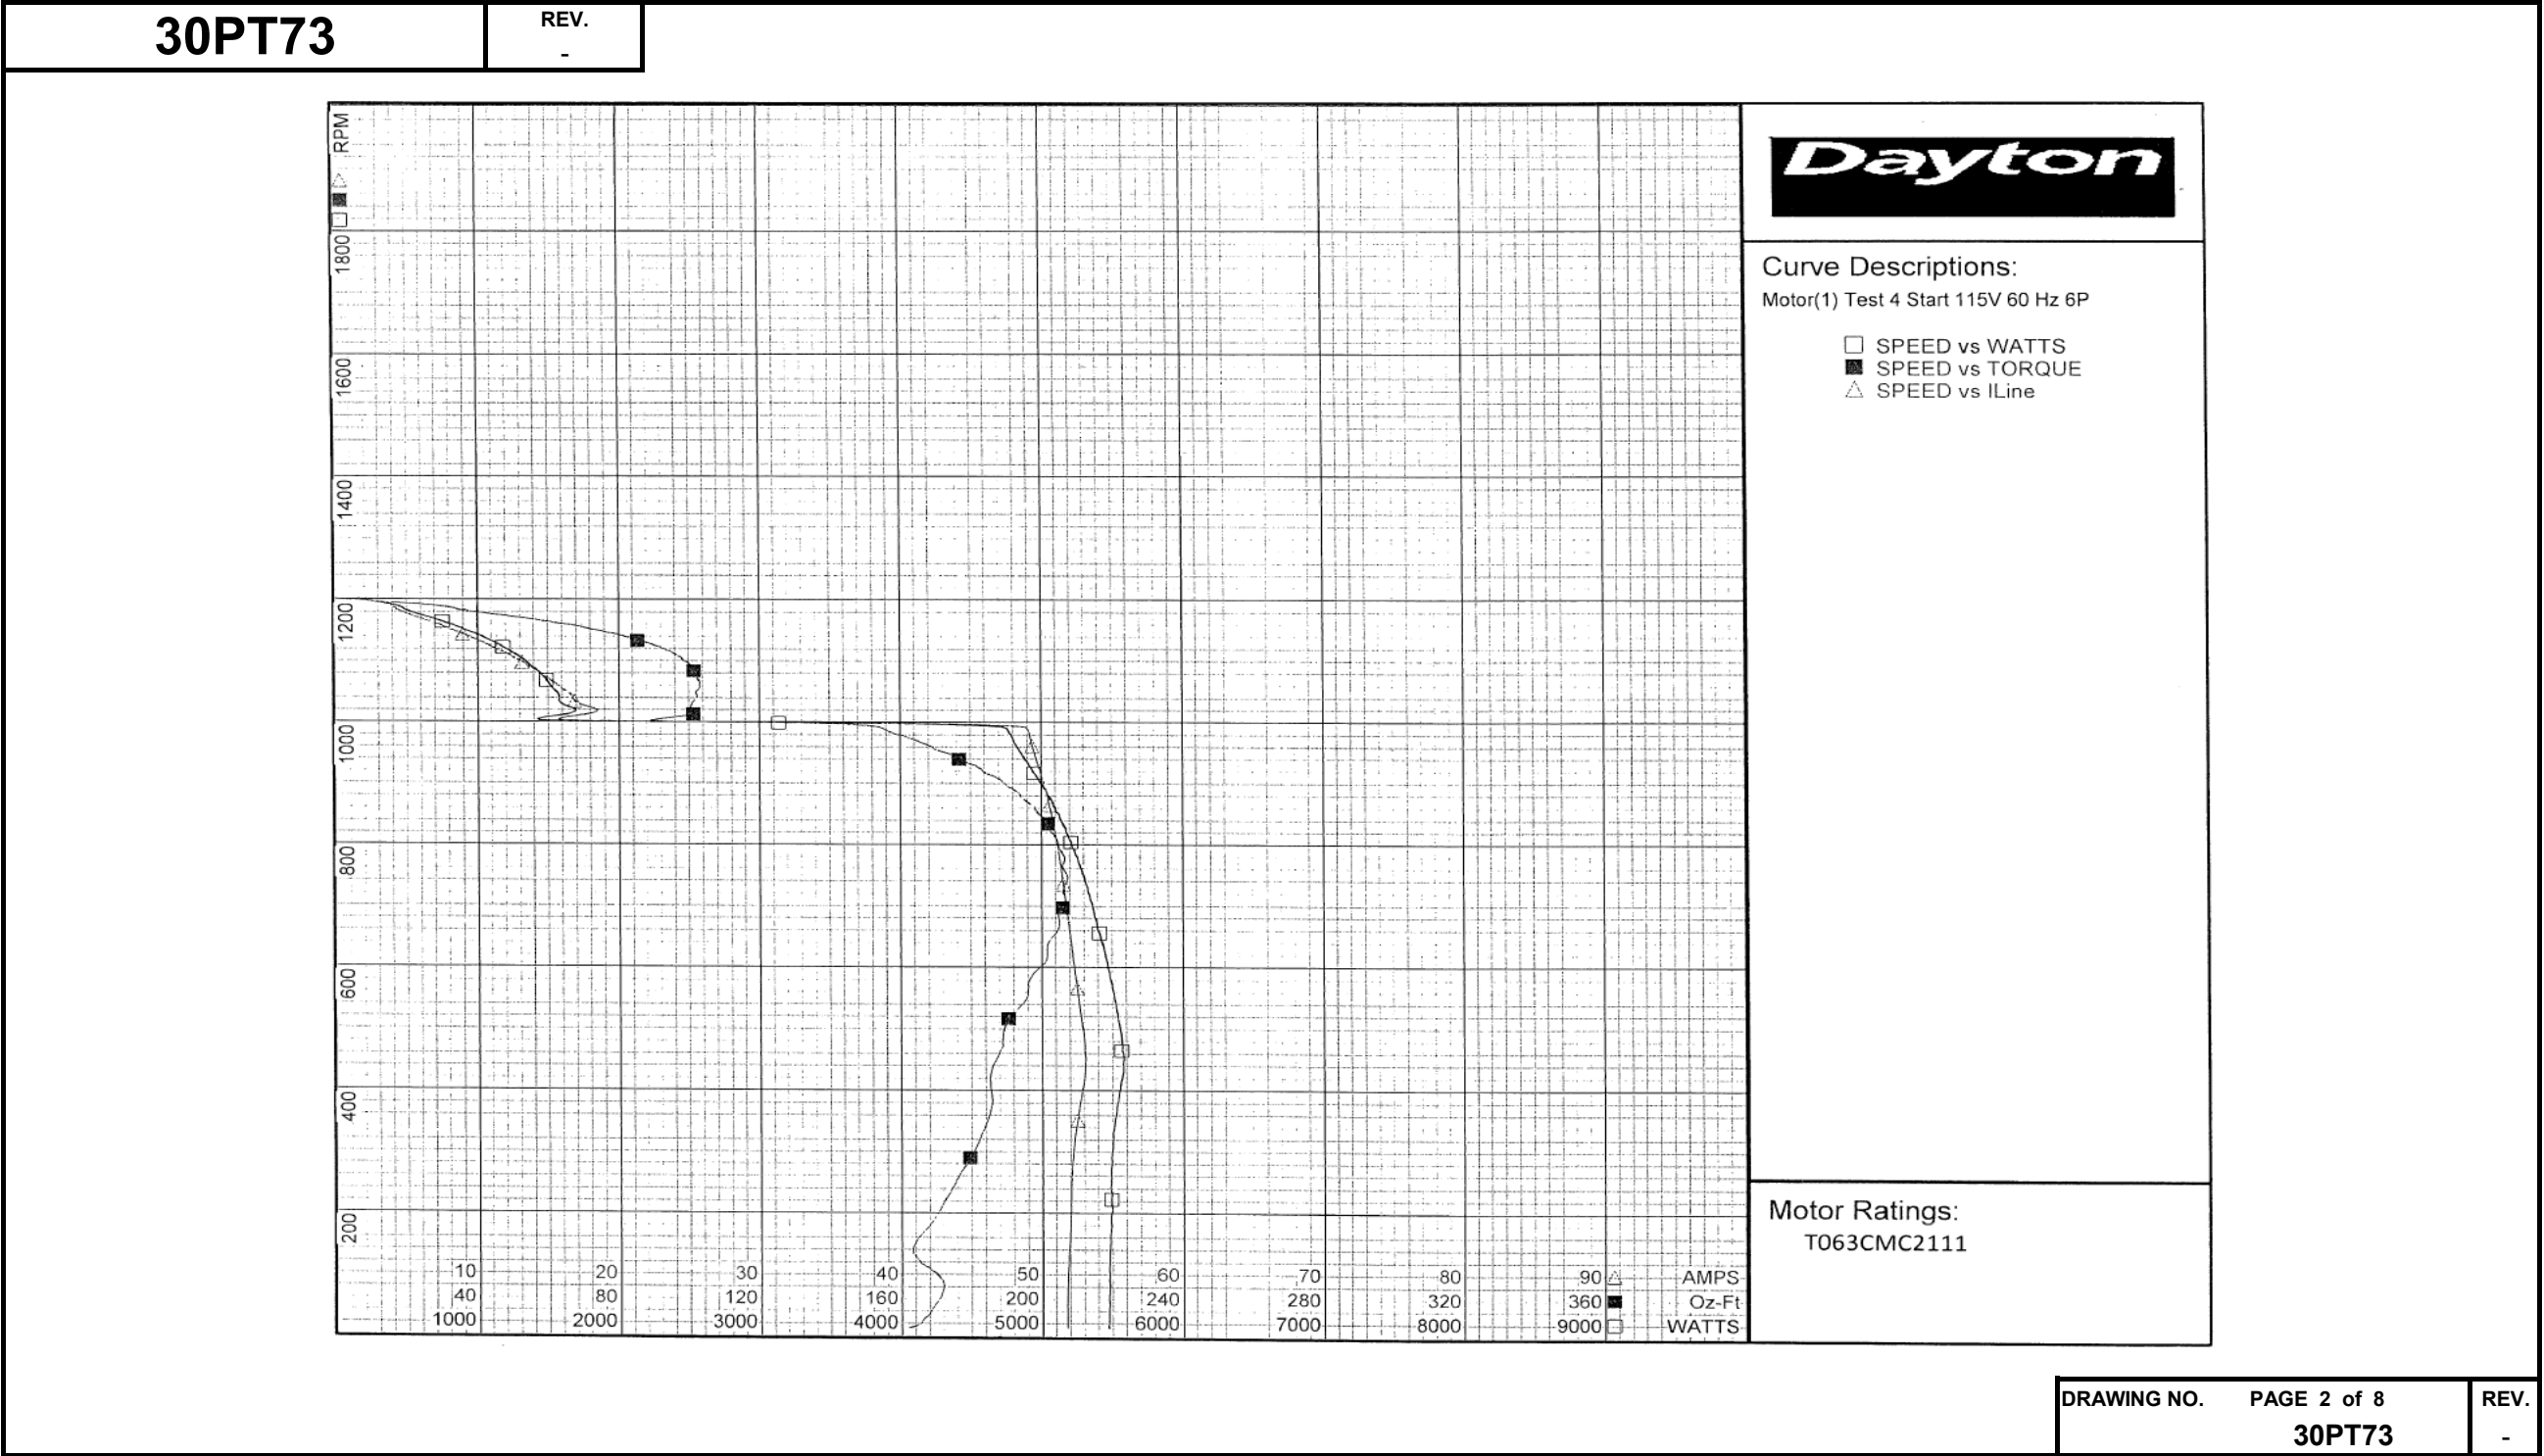 30PT73
REV.
-
RPM
1800
1600
1400
1200
1000
800
600
400
200
10 20 30 40 50 60 70 80 90 AMPS
40 80 120 160 200 240 280 320 360 Oz-Ft
1000 2000 3000 4000 5000 6000 7000 8000 9000 WATTS
Dayton
Curve Descriptions:
Motor(1) Test 4 Start 115V 60 Hz 6P
SPEED vs WATTS
SPEED vs TORQUE
SPEED vs ILine
Motor Ratings:
T063CMC2111
DRAWING NO. PAGE 2 of 8
30PT73
REV.
-